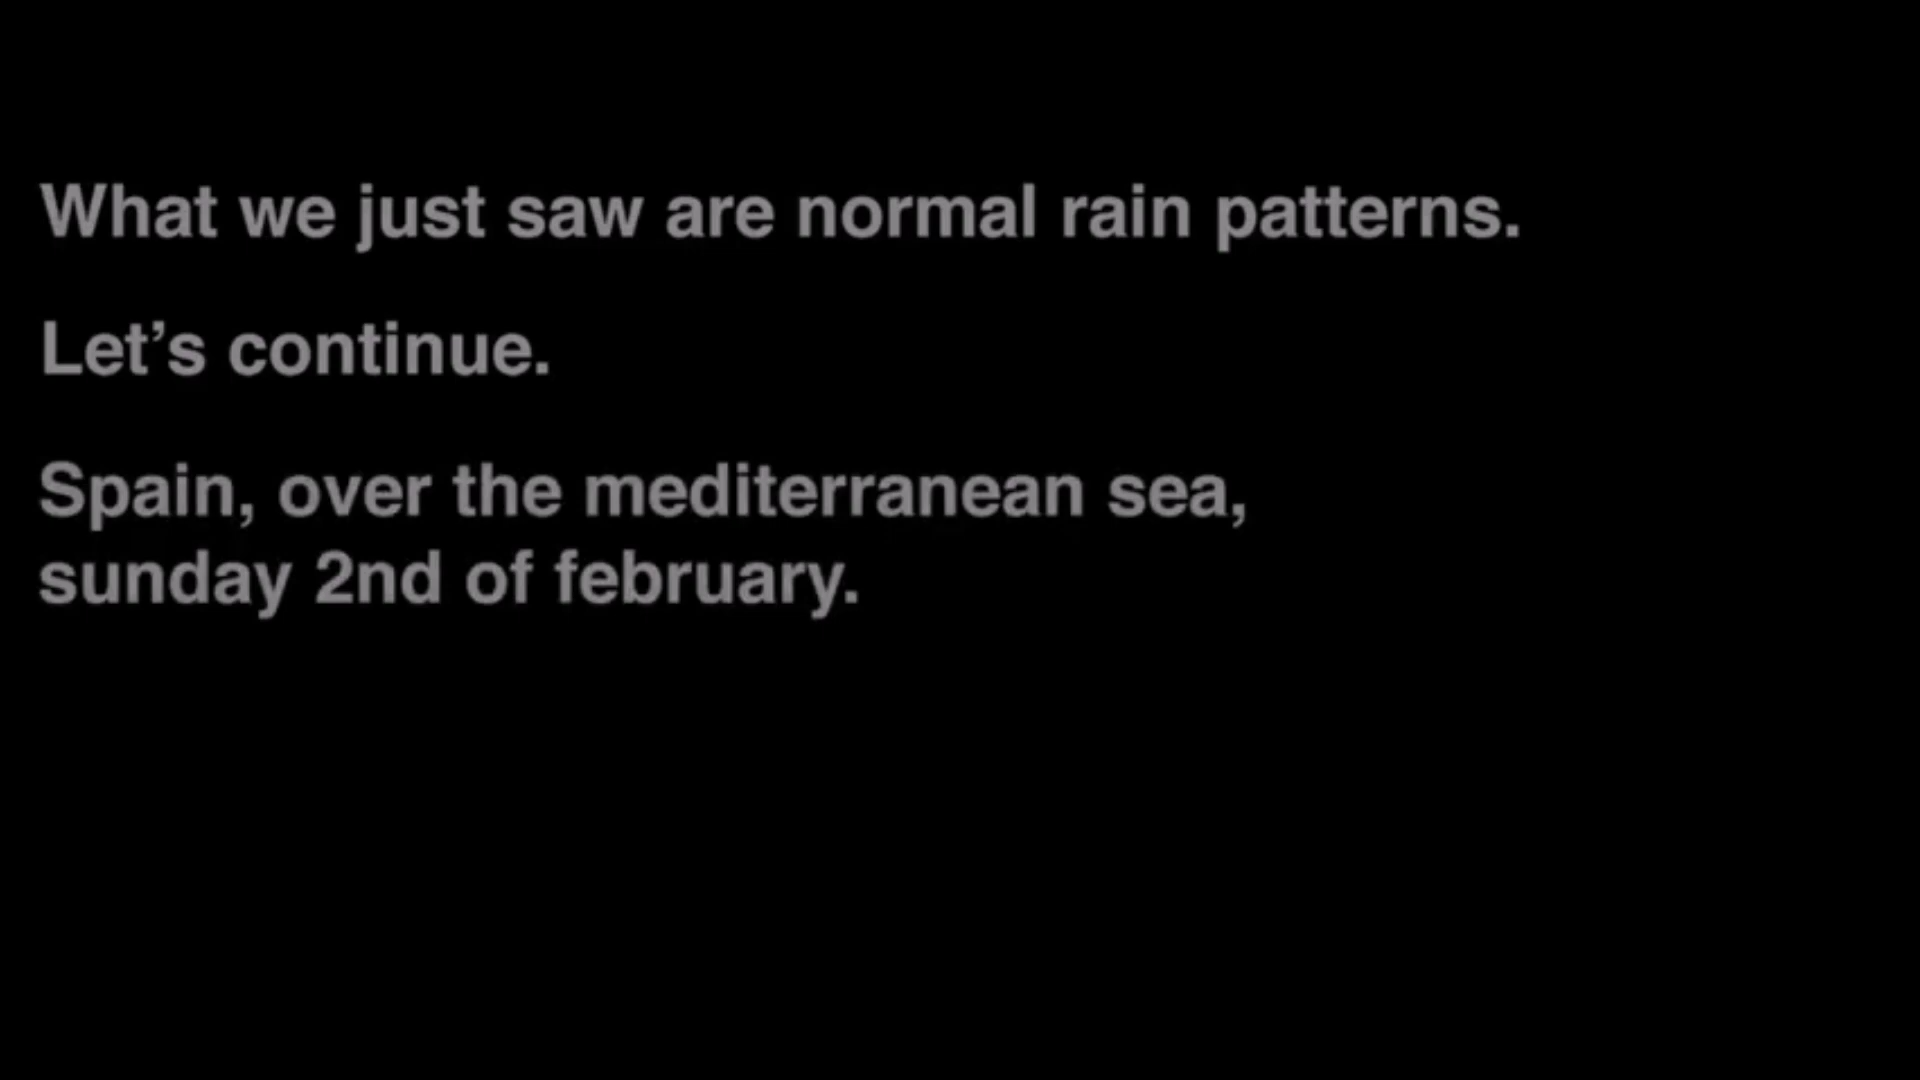 What we just saw are normal rain patterns.
Let’s continue.
Spain, over the mediterranean sea,
sunday 2nd of february.